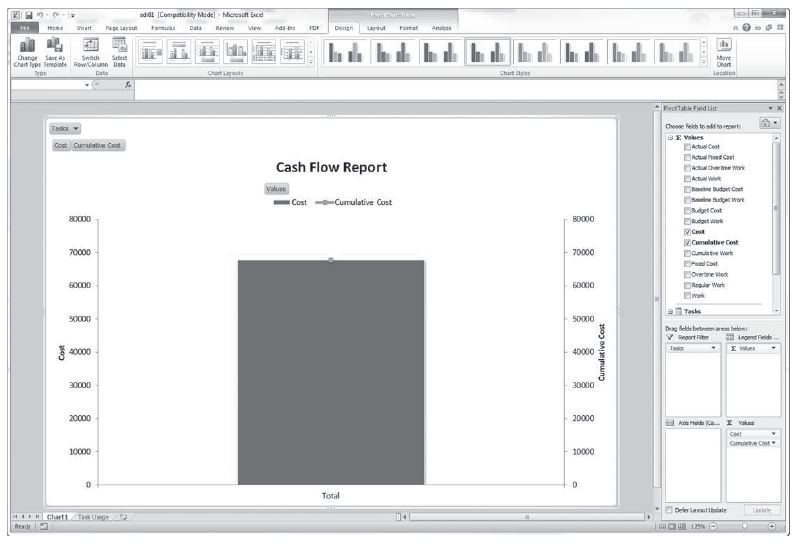 adi81 [Compatibility Mode] - Microsoft Excel
PivotChart Tools
File Home Insert Page Layout Formulas Data Review View Add-Ins PDF Design Layout Format Analyze
Change Chart Type
Save As Template
Switch Row/Column
Select Data
Move Chart
Type Data Chart Layouts Chart Styles Location
fx
Tasks
Cost Cumulative Cost
Cash Flow Report
Values
Cost Cumulative Cost
80000 80000
70000 70000
60000 60000
50000 50000
40000 40000
30000 30000
20000 20000
10000 10000
0 0
Cost
Cumulative Cost
Total
PivotTable Field List
Choose fields to add to report:
Σ Values
Actual Cost
Actual Fixed Cost
Actual Overtime Work
Actual Work
Baseline Budget Cost
Baseline Budget Work
Budget Cost
Budget Work
Cost
Cumulative Cost
Cumulative Work
Fixed Cost
Overtime Work
Regular Work
Work
Tasks
Drag fields between areas below:
Report Filter Legend Fields ...
Tasks Σ Values
Axis Fields (Ca... Σ Values
Cost
Cumulative Cost
Defer Layout Update Update
Chart1 Task Usage
Ready 125%